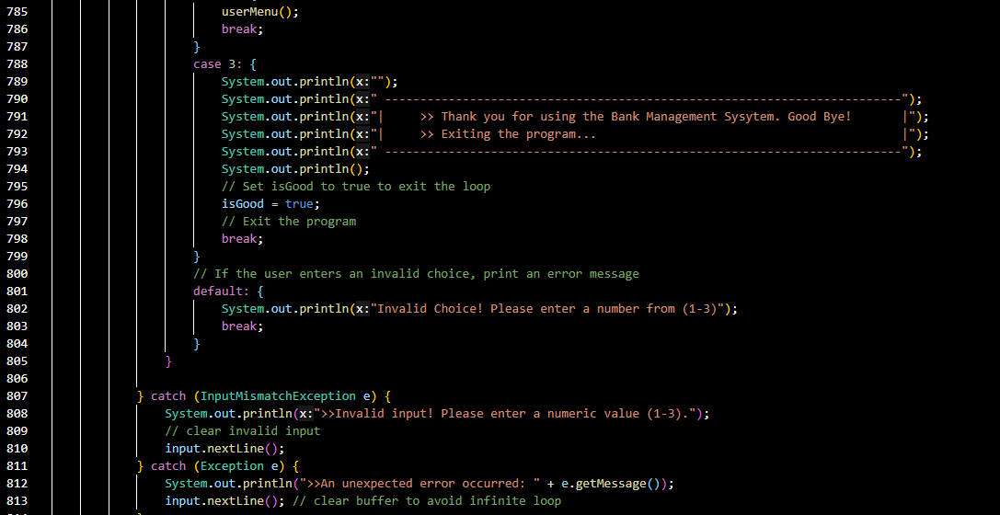 785 userMenu();
786 break;
787 }
788 case 3: {
789 System.out.println(x:"");
790 System.out.println(x:" -------------------------------------------------------------------------");
791 System.out.println(x:"|     >> Thank you for using the Bank Management Sysytem. Good Bye!       |");
792 System.out.println(x:"|     >> Exiting the program...                                           |");
793 System.out.println(x:" -------------------------------------------------------------------------");
794 System.out.println();
795 // Set isGood to true to exit the loop
796 isGood = true;
797 // Exit the program
798 break;
799 }
800 // If the user enters an invalid choice, print an error message
801 default: {
802 System.out.println(x:"Invalid Choice! Please enter a number from (1-3)");
803 break;
804 }
805 }
806
807 } catch (InputMismatchException e) {
808 System.out.println(x:">>Invalid input! Please enter a numeric value (1-3).");
809 // clear invalid input
810 input.nextLine();
811 } catch (Exception e) {
812 System.out.println(">>An unexpected error occurred: " + e.getMessage());
813 input.nextLine(); // clear buffer to avoid infinite loop